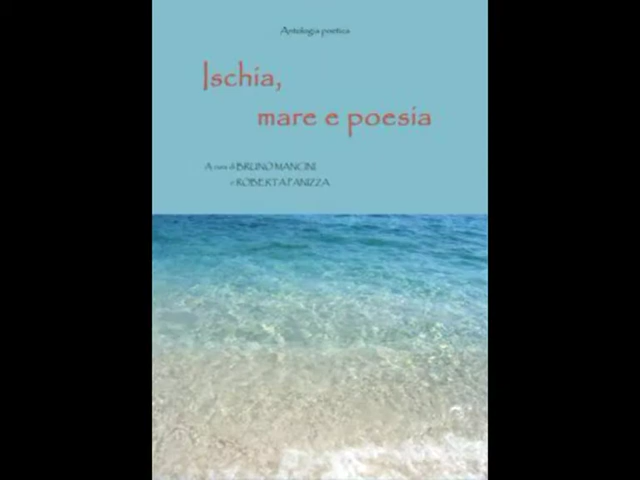 Antologia poetica
Ischia,
mare e poesia
A cura di BRUNO MANCINI
e ROBERTA PANIZZA